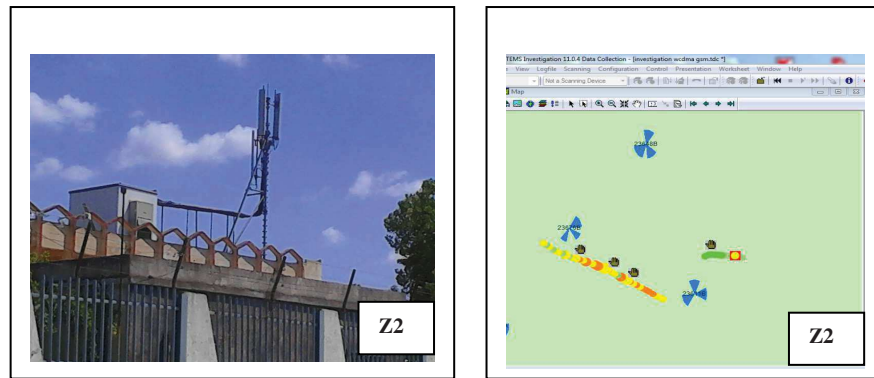 TEMS Investigation 11.0.4 Data Collection - [investigation wcdma gsm.tdc *]
View Logfile Scanning Configuration Control Presentation Worksheet Window Help
Not a Scanning Device
Map
Z2
Z2